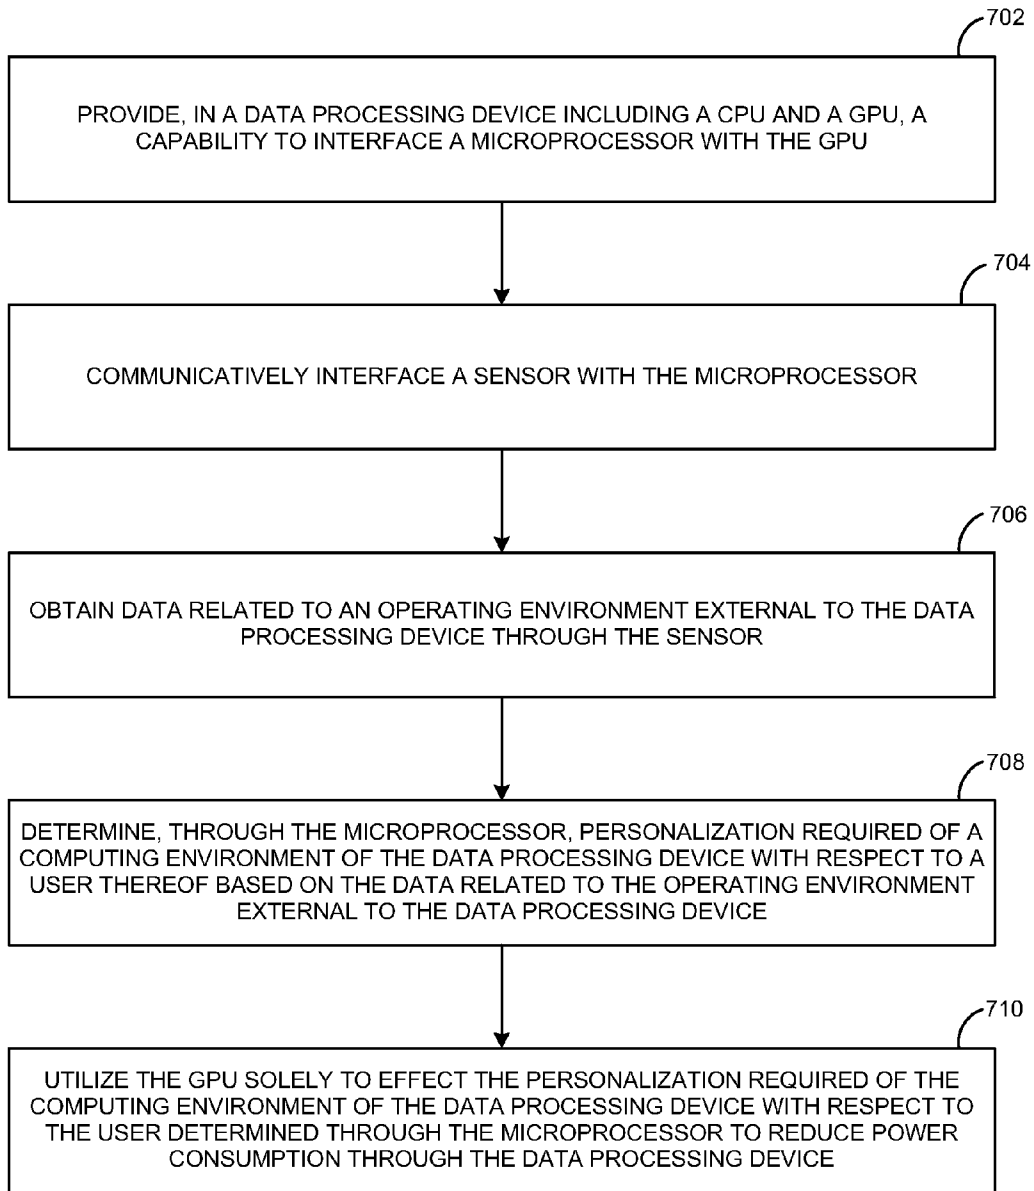 702
PROVIDE, IN A DATA PROCESSING DEVICE INCLUDING A CPU AND A GPU, A
CAPABILITY TO INTERFACE A MICROPROCESSOR WITH THE GPU
704
COMMUNICATIVELY INTERFACE A SENSOR WITH THE MICROPROCESSOR
706
OBTAIN DATA RELATED TO AN OPERATING ENVIRONMENT EXTERNAL TO THE DATA
PROCESSING DEVICE THROUGH THE SENSOR
708
DETERMINE, THROUGH THE MICROPROCESSOR, PERSONALIZATION REQUIRED OF A
COMPUTING ENVIRONMENT OF THE DATA PROCESSING DEVICE WITH RESPECT TO A
USER THEREOF BASED ON THE DATA RELATED TO THE OPERATING ENVIRONMENT
EXTERNAL TO THE DATA PROCESSING DEVICE
710
UTILIZE THE GPU SOLELY TO EFFECT THE PERSONALIZATION REQUIRED OF THE
COMPUTING ENVIRONMENT OF THE DATA PROCESSING DEVICE WITH RESPECT TO
THE USER DETERMINED THROUGH THE MICROPROCESSOR TO REDUCE POWER
CONSUMPTION THROUGH THE DATA PROCESSING DEVICE